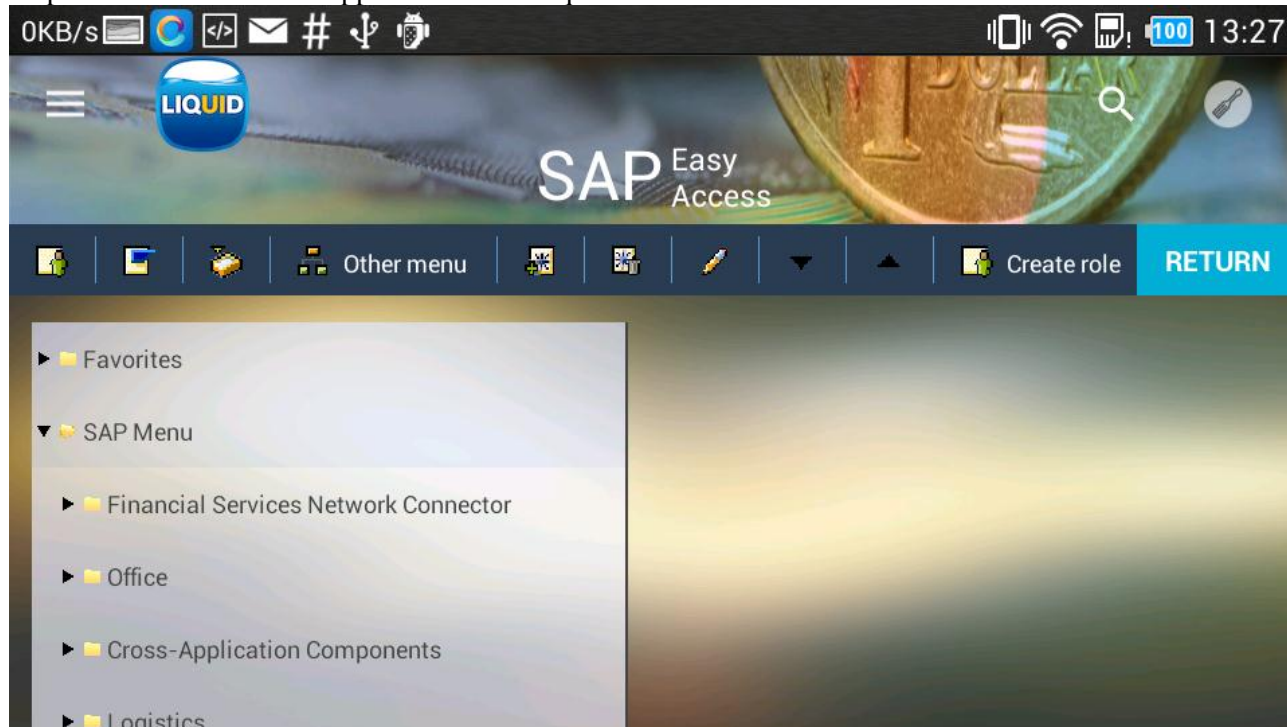 0KB/s </> # 100 13:27
LIQUID
SAP Easy
Access
Other menu Create role RETURN
Favorites
SAP Menu
Financial Services Network Connector
Office
Cross-Application Components
Logistics